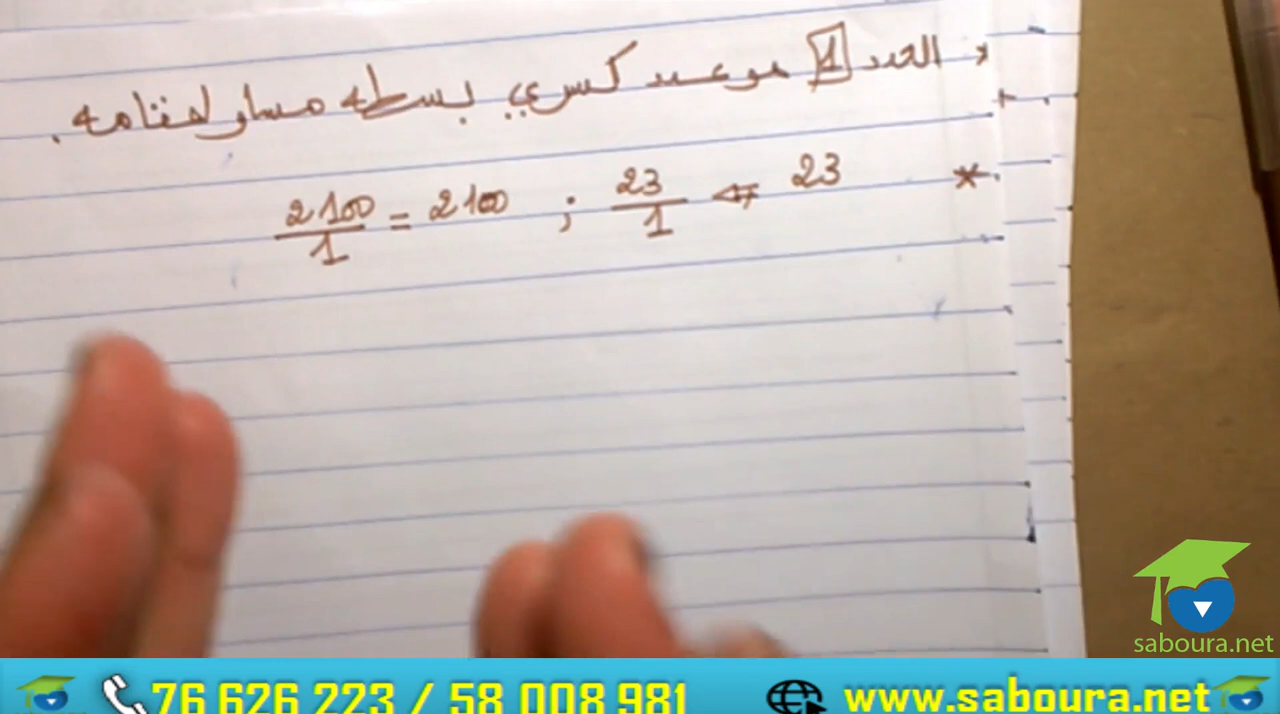 * العدد 1 هو عدد كسري بسطه مساو لمقامه .
* 23 ⇐ 23/1 ; 2100 = 2100/1
saboura.net
76 626 223 / 58 008 981 www.saboura.net